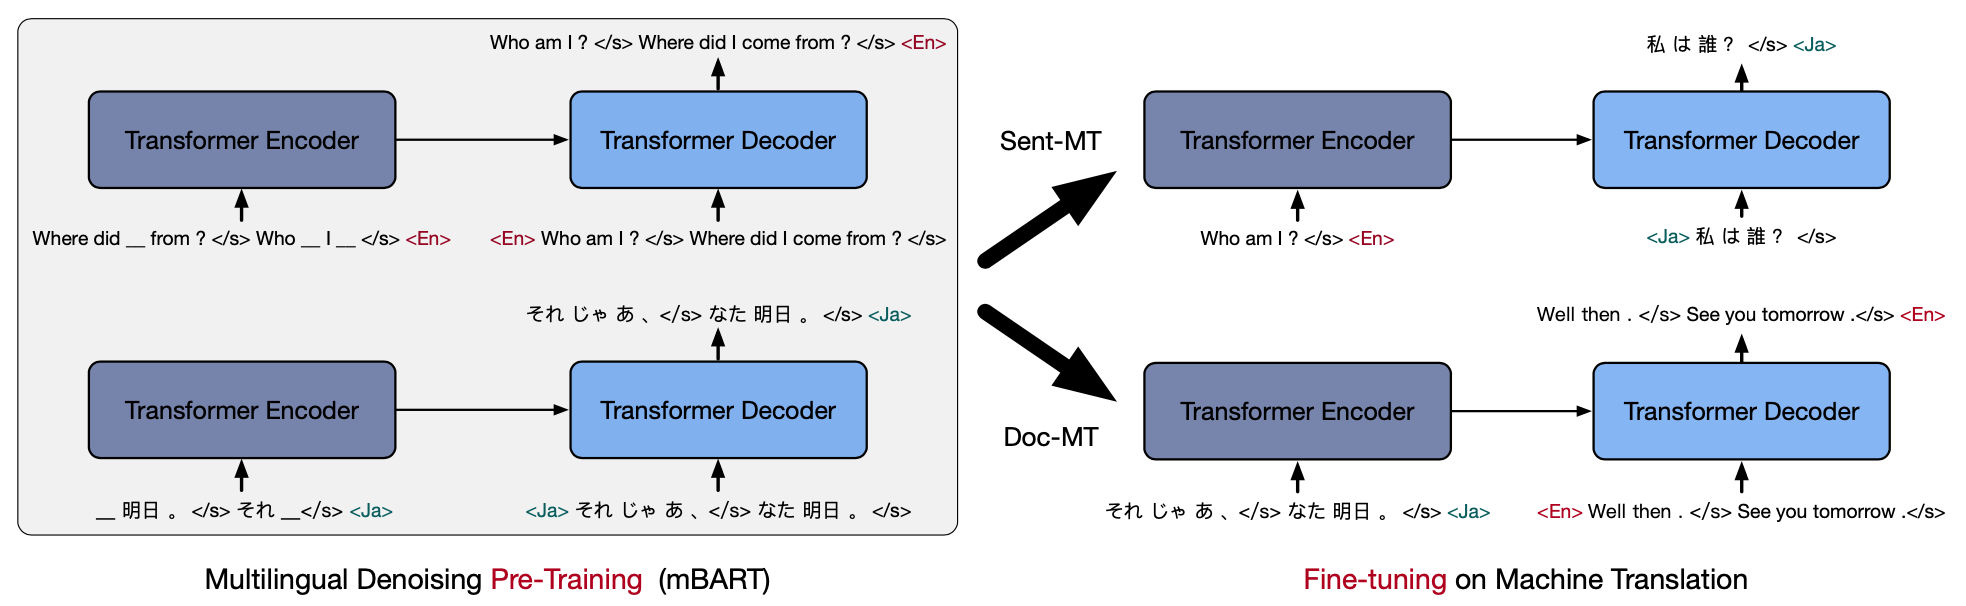 Who am I ? </s> Where did I come from ? </s> <En>
Transformer Encoder
Transformer Decoder
Where did __ from ? </s> Who __ I __ </s> <En>
<En> Who am I ? </s> Where did I come from ? </s>
それ じゃ あ 、</s> なた 明日 。 </s> <Ja>
Transformer Encoder
Transformer Decoder
__ 明日 。 </s> それ __</s> <Ja>
<Ja> それ じゃ あ 、</s> なた 明日 。 </s>
Multilingual Denoising Pre-Training (mBART)
Sent-MT
Doc-MT
私 は 誰 ? </s> <Ja>
Transformer Encoder
Transformer Decoder
Who am I ? </s> <En>
<Ja> 私 は 誰 ? </s>
Well then . </s> See you tomorrow .</s> <En>
Transformer Encoder
Transformer Decoder
それ じゃ あ 、</s> なた 明日 。 </s> <Ja>
<En> Well then . </s> See you tomorrow .</s>
Fine-tuning on Machine Translation